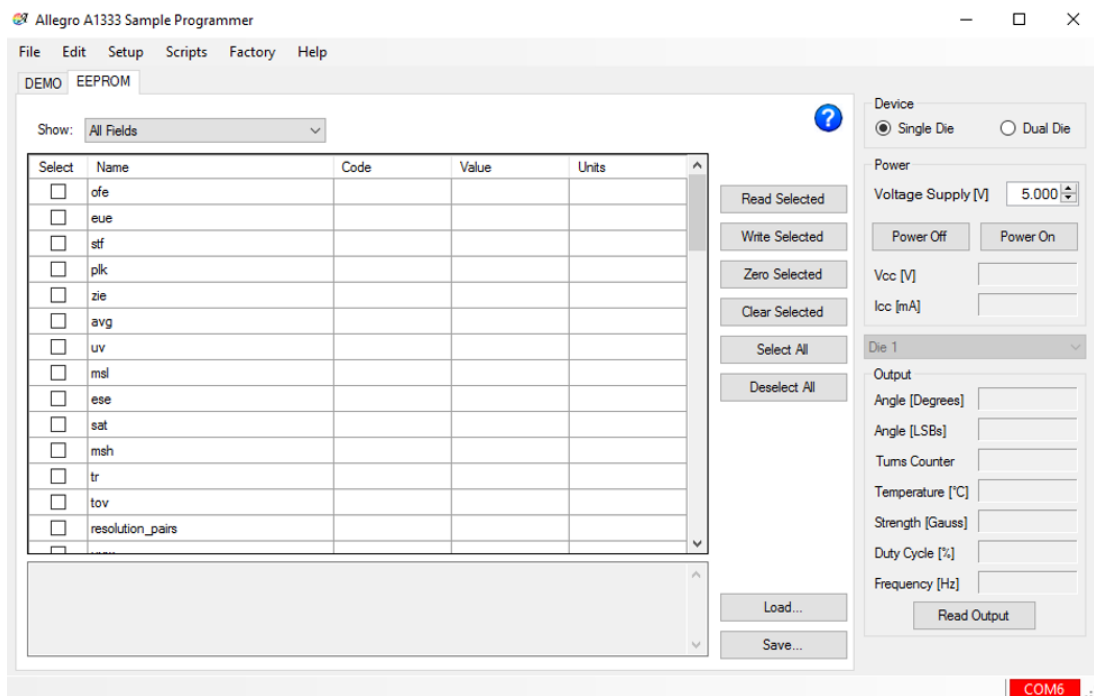 Allegro A1333 Sample Programmer
File Edit Setup Scripts Factory Help
DEMO EEPROM
Show: All Fields
Select Name Code Value Units
ofe
eue
stf
plk
zie
avg
uv
msl
ese
sat
msh
tr
tov
resolution_pairs
Read Selected
Write Selected
Zero Selected
Clear Selected
Select All
Deselect All
Load...
Save...
Device
Single Die Dual Die
Power
Voltage Supply [V] 5.000
Power Off Power On
Vcc [V]
Icc [mA]
Die 1
Output
Angle [Degrees]
Angle [LSBs]
Turns Counter
Temperature [°C]
Strength [Gauss]
Duty Cycle [%]
Frequency [Hz]
Read Output
COM6